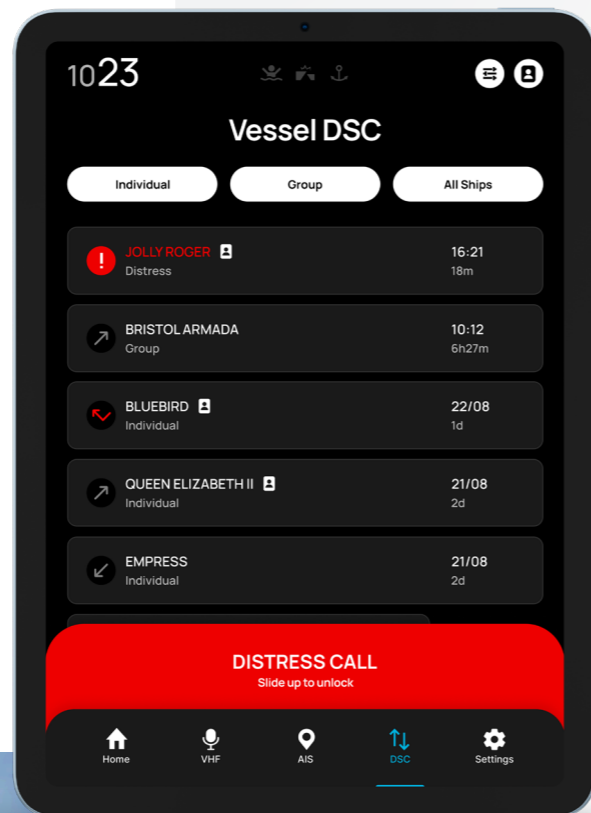 1023
Vessel DSC
Individual Group All Ships
JOLLY ROGER 16:21
Distress 18m
BRISTOL ARMADA 10:12
Group 6h27m
BLUEBIRD 22/08
Individual 1d
QUEEN ELIZABETH II 21/08
Individual 2d
EMPRESS 21/08
Individual 2d
DISTRESS CALL
Slide up to unlock
Home VHF AIS DSC Settings